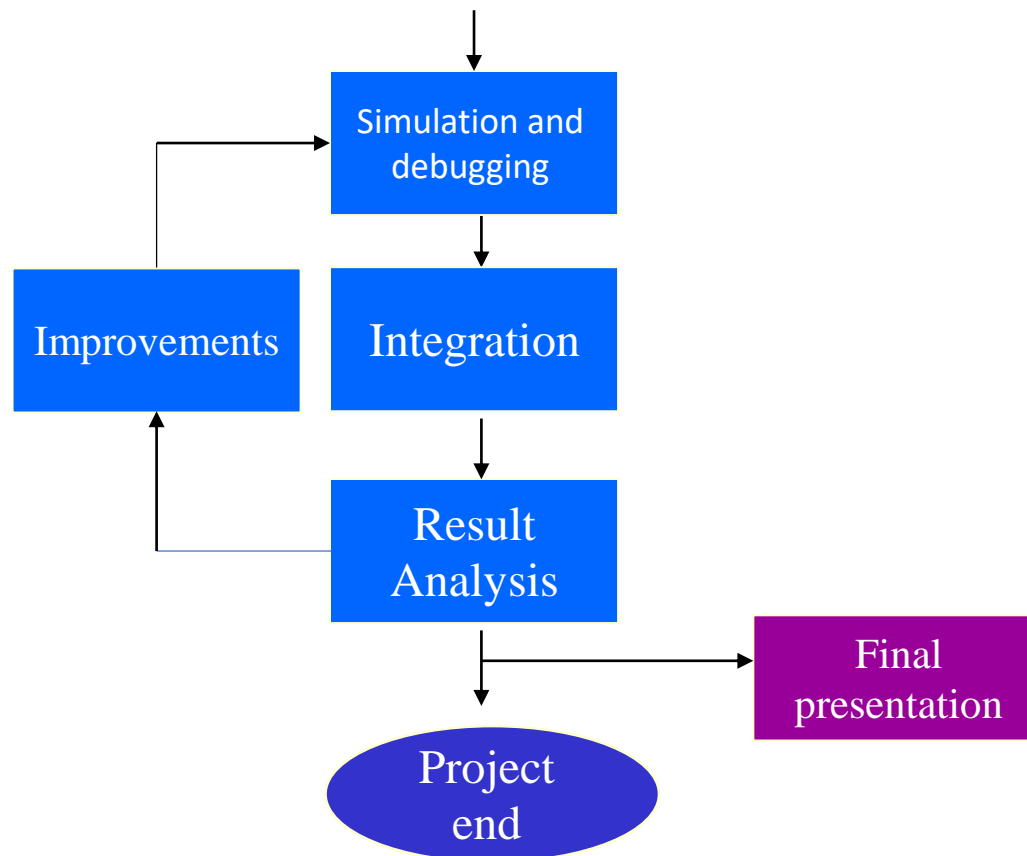 Simulation and
debugging
Improvements
Integration
Result
Analysis
Final
presentation
Project
end